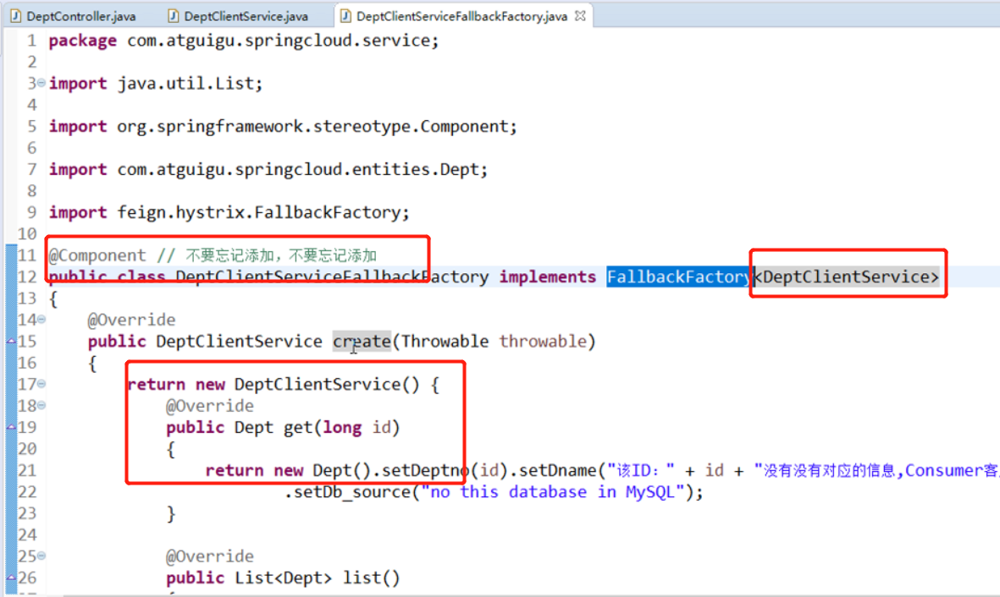 DeptController.java DeptClientService.java DeptClientServiceFallbackFactory.java
1 package com.atguigu.springcloud.service;
2
3 import java.util.List;
4
5 import org.springframework.stereotype.Component;
6
7 import com.atguigu.springcloud.entities.Dept;
8
9 import feign.hystrix.FallbackFactory;
10
11 @Component // 不要忘记添加，不要忘记添加
12 public class DeptClientServiceFallbackFactory implements FallbackFactory<DeptClientService>
13 {
14 @Override
15 public DeptClientService create(Throwable throwable)
16 {
17 return new DeptClientService() {
18 @Override
19 public Dept get(long id)
20 {
21 return new Dept().setDeptno(id).setDname("该ID：" + id + "没有没有对应的信息,Consumer客
22 .setDb_source("no this database in MySQL");
23 }
24
25 @Override
26 public List<Dept> list()